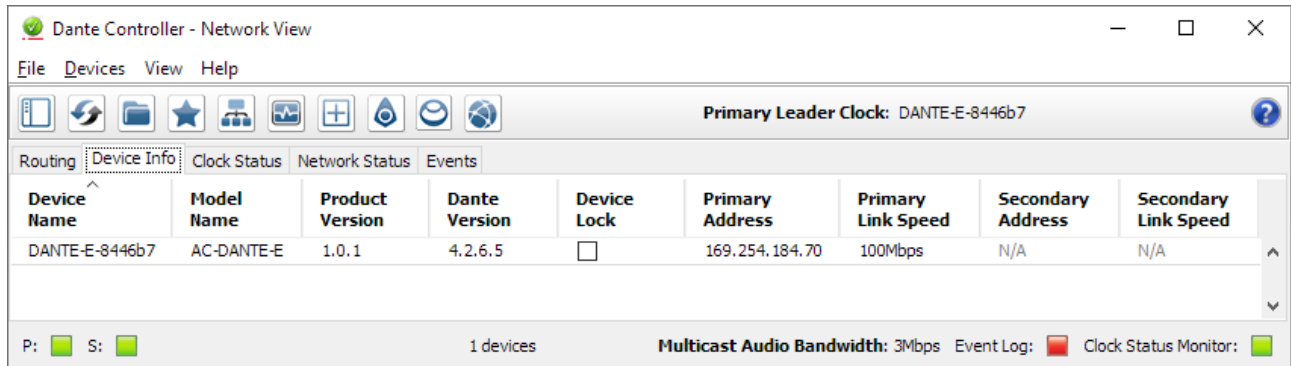 Dante Controller - Network View
File Devices View Help
Primary Leader Clock: DANTE-E-8446b7
Routing Device Info Clock Status Network Status Events
Device Name Model Name Product Version Dante Version Device Lock Primary Address Primary Link Speed Secondary Address Secondary Link Speed
DANTE-E-8446b7 AC-DANTE-E 1.0.1 4.2.6.5 169.254.184.70 100Mbps N/A N/A
P: S: 1 devices Multicast Audio Bandwidth: 3Mbps Event Log: Clock Status Monitor: